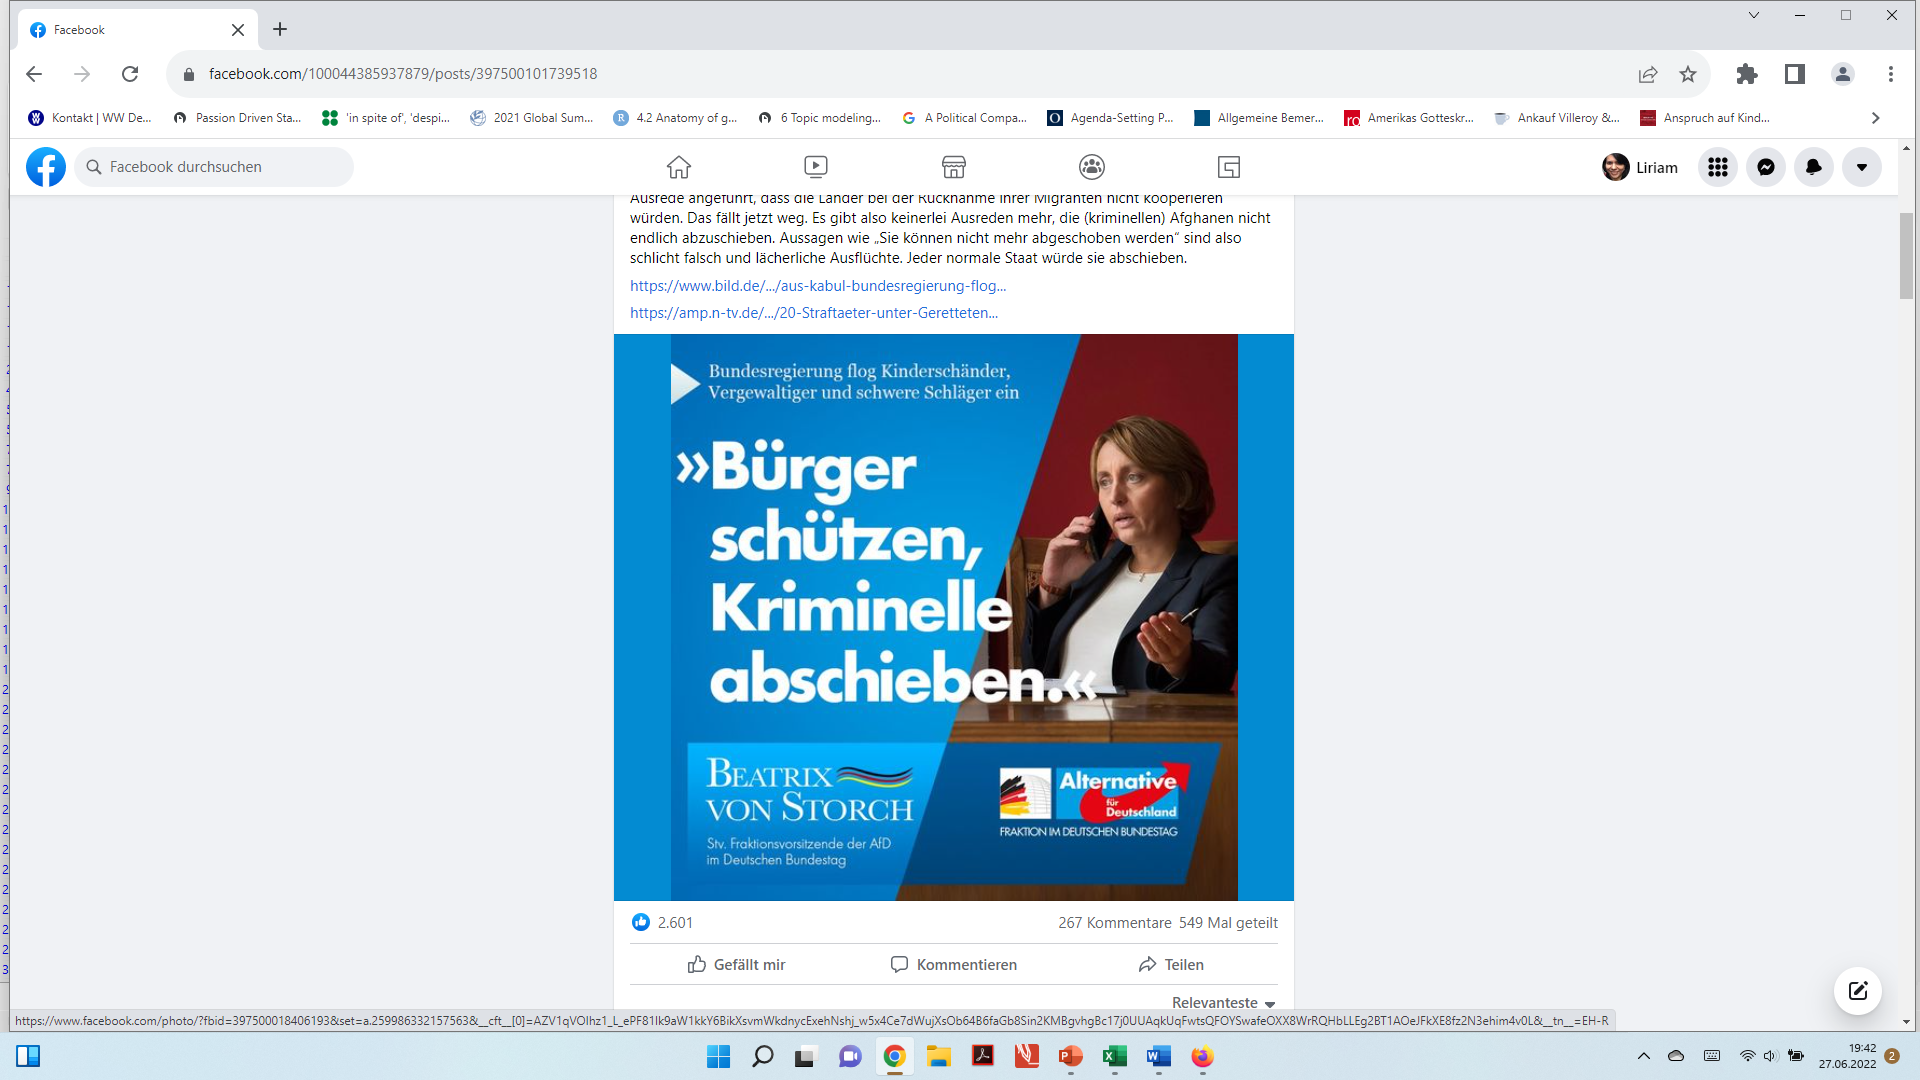 Facebook
facebook.com/100044385937879/posts/397500101739518
Kontakt | WW De...
Passion Driven Sta...
'in spite of', 'despi...
2021 Global Sum...
4.2 Anatomy of g...
6 Topic modeling...
A Political Compa...
Agenda-Setting P...
Allgemeine Bemer...
Amerikas Gotteskr...
Ankauf Villeroy &...
Anspruch auf Kind...
Facebook durchsuchen
Liriam
Ausrede angeführt, dass die Länder bei der Rücknahme ihrer Migranten nicht kooperieren
würden. Das fällt jetzt weg. Es gibt also keinerlei Ausreden mehr, die (kriminellen) Afghanen nicht
endlich abzuschieben. Aussagen wie „Sie können nicht mehr abgeschoben werden“ sind also
schlicht falsch und lächerliche Ausflüchte. Jeder normale Staat würde sie abschieben.
https://www.bild.de/.../aus-kabul-bundesregierung-flog...
https://amp.n-tv.de/.../20-Straftaeter-unter-Geretteten...
Bundesregierung flog Kinderschänder,
Vergewaltiger und schwere Schläger ein
»Bürger
schützen,
Kriminelle
abschieben.«
BEATRIX
VON STORCH
Stv. Fraktionsvorsitzende der AfD
im Deutschen Bundestag
Alternative
für
Deutschland
FRAKTION IM DEUTSCHEN BUNDESTAG
2.601
267 Kommentare 549 Mal geteilt
Gefällt mir
Kommentieren
Teilen
Relevanteste
19:42
27.06.2022
2